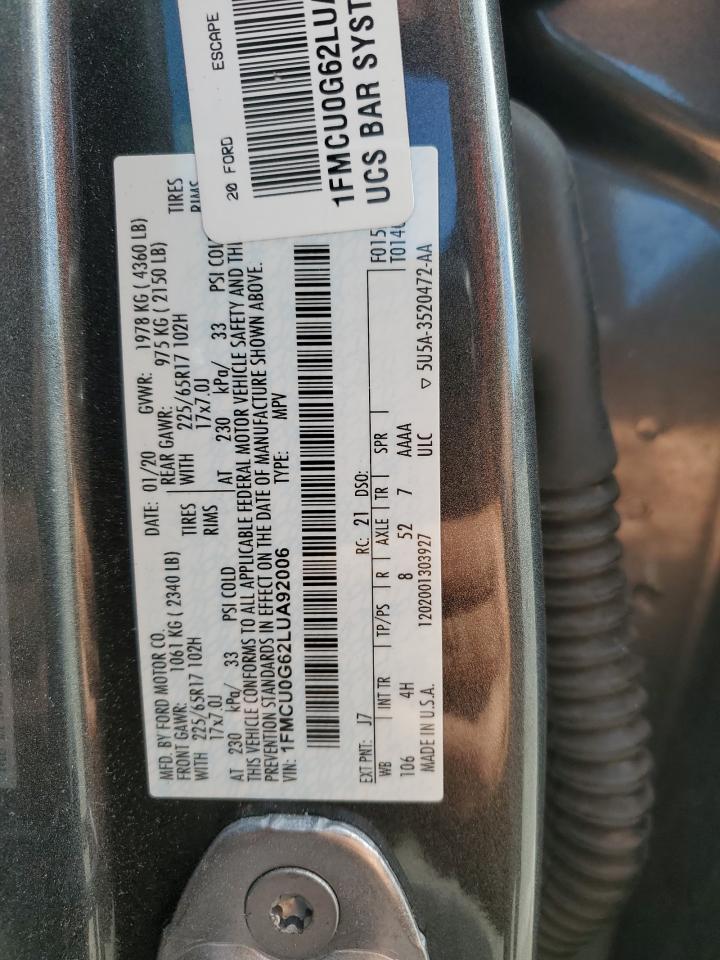 20 FORD ESCAPE
1FMCU0G62LUA
UCS BAR SYST
MFD. BY FORD MOTOR CO. DATE: 01/20 GVWR: 1978 KG ( 4360 LB)
FRONT GAWR: 1061 KG ( 2340 LB) REAR GAWR: 975 KG ( 2150 LB)
WITH 225/65R17 102H TIRES WITH 225/65R17 102H TIRES
17x7.0J RIMS 17x7.0J RIMS
AT 230 kPa/ 33 PSI COLD AT 230 kPa/ 33 PSI COLD
THIS VEHICLE CONFORMS TO ALL APPLICABLE FEDERAL MOTOR VEHICLE SAFETY AND THE
PREVENTION STANDARDS IN EFFECT ON THE DATE OF MANUFACTURE SHOWN ABOVE.
VIN: 1FMCU0G62LUA92006 TYPE: MPV
EXT PNT: J7 RC: 21 DSO: F015
WB INT TR TP/PS R AXLE TR SPR T014
106 4H 8 52 7 AAAA
MADE IN U.S.A. 1202001303927 ULC ▽ 5U5A-3520472-AA